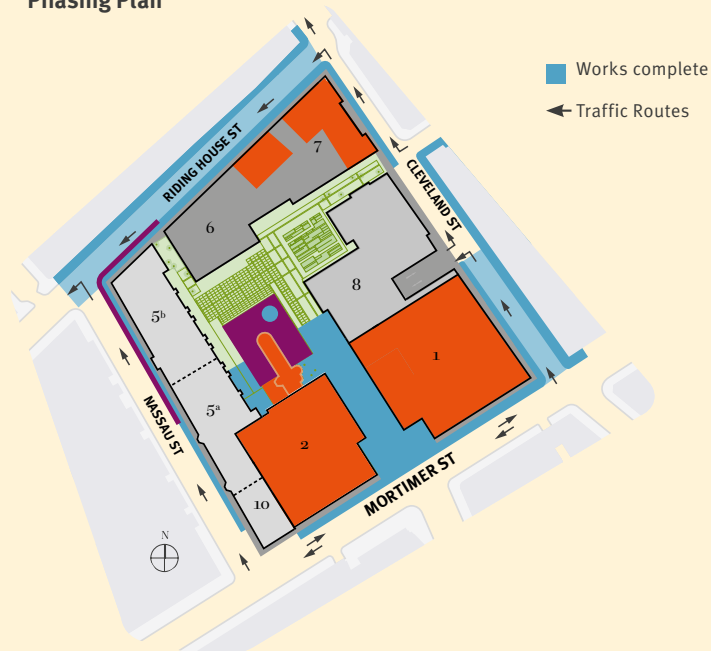 Phasing Plan
Works complete
Traffic Routes
RIDING HOUSE ST
CLEVELAND ST
NASSAU ST
MORTIMER ST
7
6
8
5b
5a
1
2
10
N